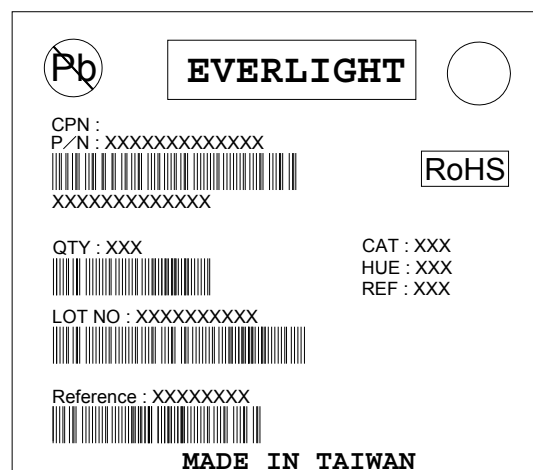 Pb
EVERLIGHT
CPN :
P/N : XXXXXXXXXXXXX
RoHS
XXXXXXXXXXXXX
QTY : XXX
CAT : XXX
HUE : XXX
REF : XXX
LOT NO : XXXXXXXXXX
Reference : XXXXXXXX
MADE IN TAIWAN